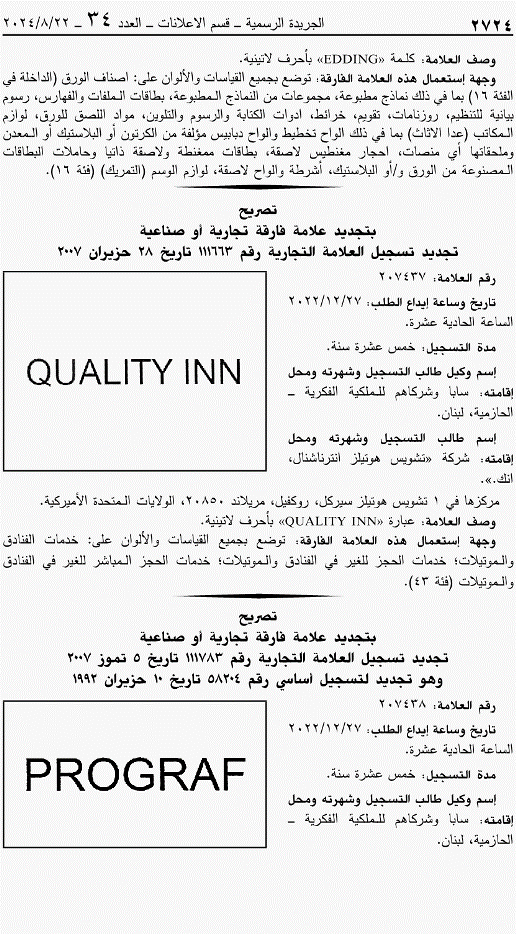 ٢٧٢٤ الجريدة الرسمية ــ قسم الاعلانات ــ العدد ٣٤ ــ ٢٠٢٤/٨/٢٢
وصف العلامة: كلمة «EDDING» بأحرف لاتينية.
وجهة إستعمال هذه العلامة الفارقة: توضع بجميع القياسات والألوان على: اصناف الورق (الداخلة في
الفئة ١٦) بما في ذلك نماذج مطبوعة، مجموعات من النماذج المطبوعة، بطاقات الملفات والفهارس، رسوم
بيانية للتنظيم، روزنامات، تقويم، خرائط، ادوات الكتابة والرسوم والتلوين، مواد اللصق للورق، لوازم
المكاتب (عدا الاثاث) بما في ذلك الواح تخطيط والواح دبابيس مؤلفة من الكرتون أو البلاستيك أو المعدن
وملحقاتها أي منصات، احجار مغنطيس لاصقة، بطاقات ممغنطة ولاصقة ذاتيا وحاملات البطاقات
المصنوعة من الورق و/أو البلاستيك، أشرطة والواح لاصقة، لوازم الوسم (التمريك) (فئة ١٦).
تصريح
بتجديد علامة فارقة تجارية أو صناعية
تجديد تسجيل العلامة التجارية رقم ١١١٦٦٣ تاريخ ٢٨ حزيران ٢٠٠٧
رقم العلامة: ٢٠٧٤٣٧
تاريخ وساعة إيداع الطلب: ٢٠٢٢/١٢/٢٧
الساعة الحادية عشرة.
مدة التسجيل: خمس عشرة سنة.
إسم وكيل طالب التسجيل وشهرته ومحل
إقامته: سابا وشركاهم للملكية الفكرية ــ
الحازمية، لبنان.
إسم طالب التسجيل وشهرته ومحل
إقامته: شركة «تشويس هوتيلز انترناشنال،
انك.».
QUALITY INN
مركزها في ١ تشويس هوتيلز سيركل، روكفيل، مريلاند ٢٠٨٥٠، الولايات المتحدة الأميركية.
وصف العلامة: عبارة «QUALITY INN» بأحرف لاتينية.
وجهة إستعمال هذه العلامة الفارقة: توضع بجميع القياسات والألوان على: خدمات الفنادق
والموتيلات؛ خدمات الحجز للغير في الفنادق والموتيلات؛ خدمات الحجز المباشر للغير في الفنادق
والموتيلات (فئة ٤٣).
تصريح
بتجديد علامة فارقة تجارية أو صناعية
تجديد تسجيل العلامة التجارية رقم ١١١٧٨٣ تاريخ ٥ تموز ٢٠٠٧
وهو تجديد لتسجيل أساسي رقم ٥٨٢٠٤ تاريخ ١٠ حزيران ١٩٩٢
رقم العلامة: ٢٠٧٤٣٨
تاريخ وساعة إيداع الطلب: ٢٠٢٢/١٢/٢٧
الساعة الحادية عشرة.
مدة التسجيل: خمس عشرة سنة.
إسم وكيل طالب التسجيل وشهرته ومحل
إقامته: سابا وشركاهم للملكية الفكرية ــ
الحازمية، لبنان.
PROGRAF